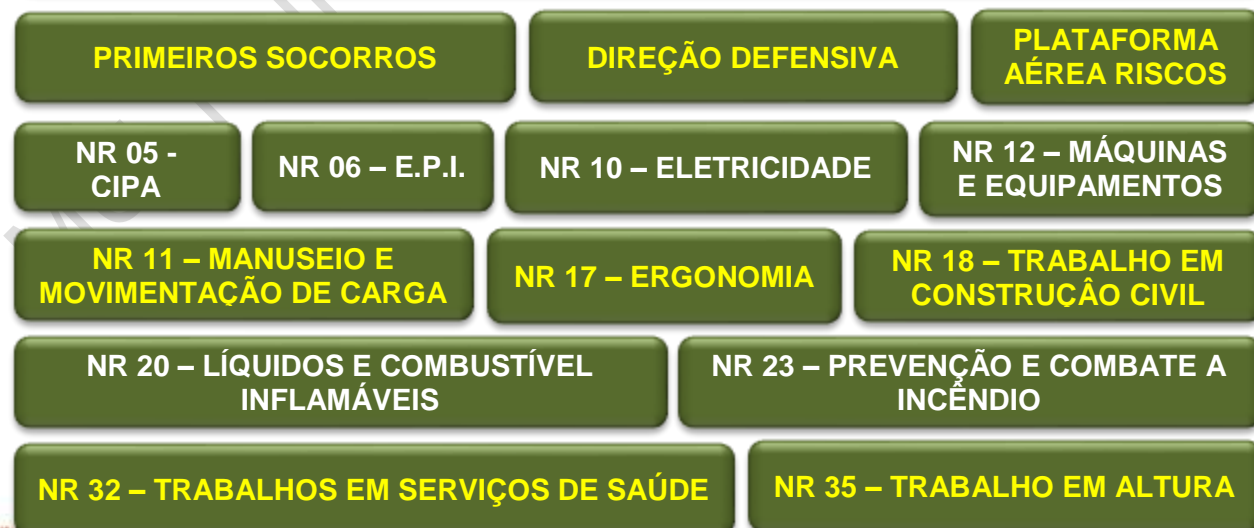 PRIMEIROS SOCORROS
DIREÇÃO DEFENSIVA
PLATAFORMA
AÉREA RISCOS
NR 05 -
CIPA
NR 06 – E.P.I.
NR 10 – ELETRICIDADE
NR 12 – MÁQUINAS
E EQUIPAMENTOS
NR 11 – MANUSEIO E
MOVIMENTAÇÃO DE CARGA
NR 17 – ERGONOMIA
NR 18 – TRABALHO EM
CONSTRUÇÂO CIVIL
NR 20 – LÍQUIDOS E COMBUSTÍVEL
INFLAMÁVEIS
NR 23 – PREVENÇÃO E COMBATE A
INCÊNDIO
NR 32 – TRABALHOS EM SERVIÇOS DE SAÚDE
NR 35 – TRABALHO EM ALTURA